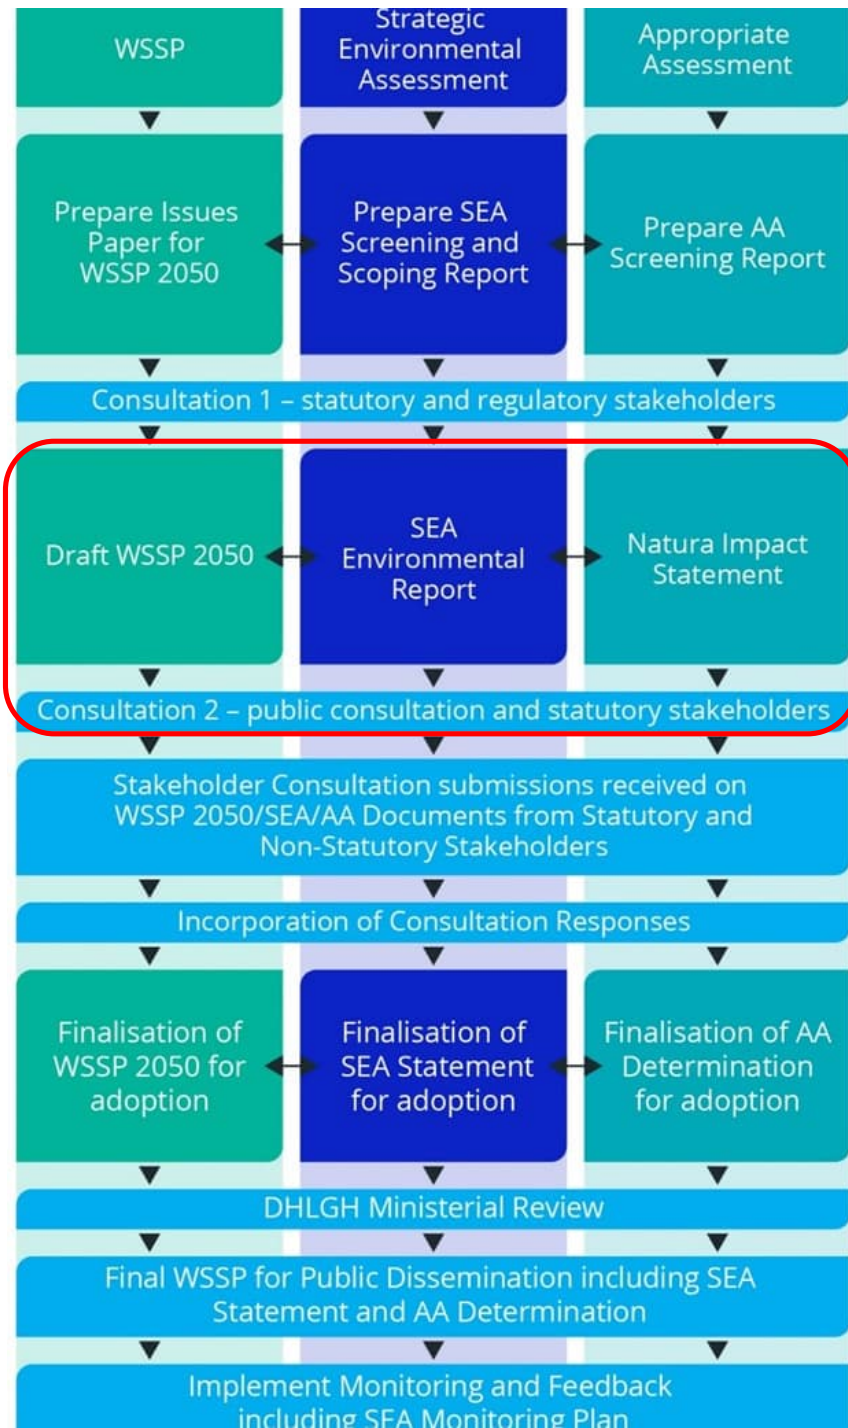 WSSP
Strategic
Environmental
Assessment
Appropriate
Assessment
Prepare Issues
Paper for
WSSP 2050
Prepare SEA
Screening and
Scoping Report
Prepare AA
Screening Report
Consultation 1 – statutory and regulatory stakeholders
Draft WSSP 2050
SEA
Environmental
Report
Natura Impact
Statement
Consultation 2 – public consultation and statutory stakeholders
Stakeholder Consultation submissions received on
WSSP 2050/SEA/AA Documents from Statutory and
Non-Statutory Stakeholders
Incorporation of Consultation Responses
Finalisation of
WSSP 2050 for
adoption
Finalisation of
SEA Statement
for adoption
Finalisation of AA
Determination
for adoption
DHLGH Ministerial Review
Final WSSP for Public Dissemination including SEA
Statement and AA Determination
Implement Monitoring and Feedback
including SEA Monitoring Plan